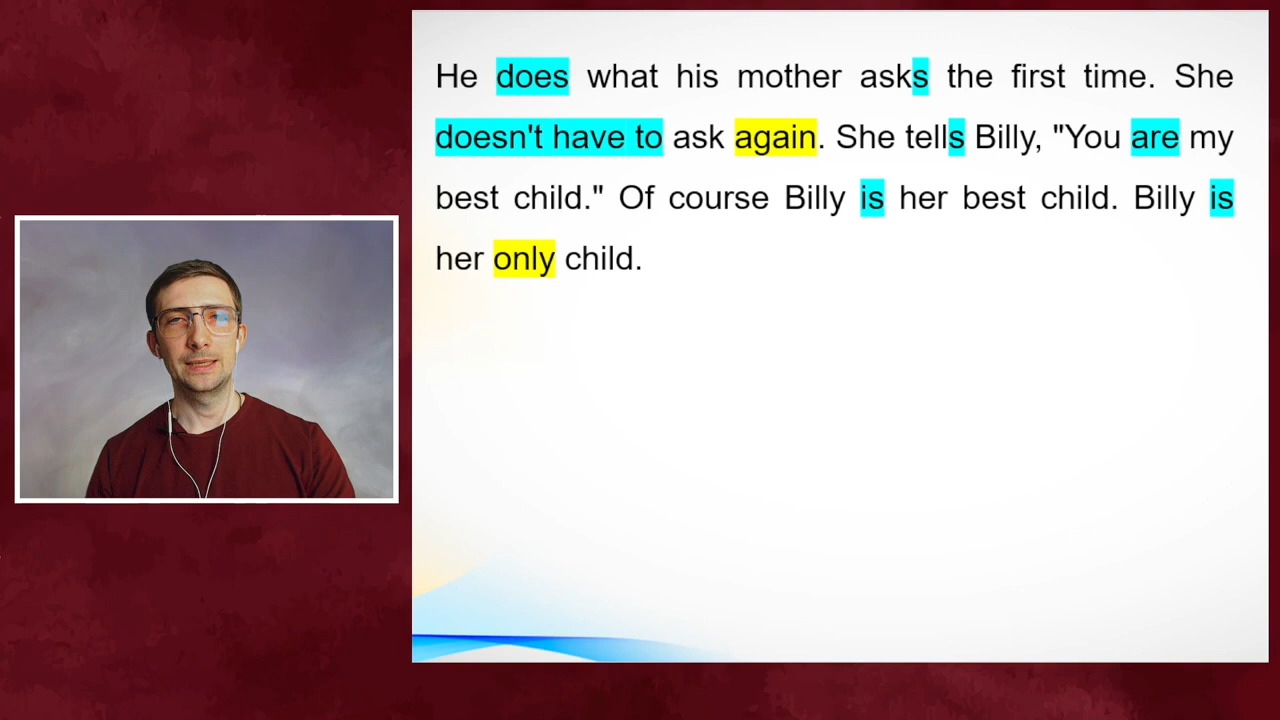 He does what his mother asks the first time. She
doesn't have to ask again. She tells Billy, "You are my
best child." Of course Billy is her best child. Billy is
her only child.